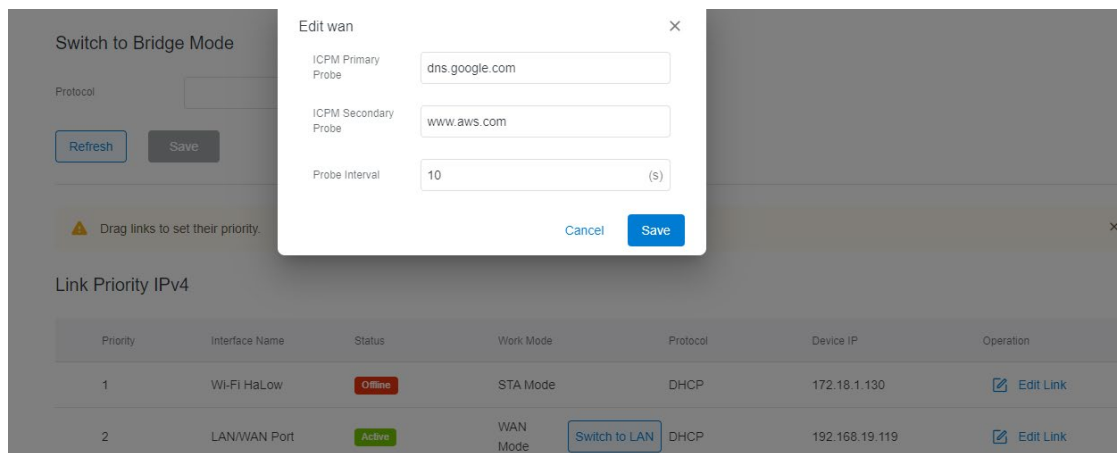 Edit wan
Switch to Bridge Mode
ICPM Primary
Probe
dns.google.com
Protocol
ICPM Secondary
Probe
www.aws.com
Refresh
Save
Probe Interval
10
(s)
Drag links to set their priority.
Cancel
Save
Link Priority IPv4
Priority Interface Name Status Work Mode Protocol Device IP Operation
1 Wi-Fi HaLow Offline STA Mode DHCP 172.18.1.130 Edit Link
2 LAN/WAN Port Active WAN Mode Switch to LAN DHCP 192.168.19.119 Edit Link